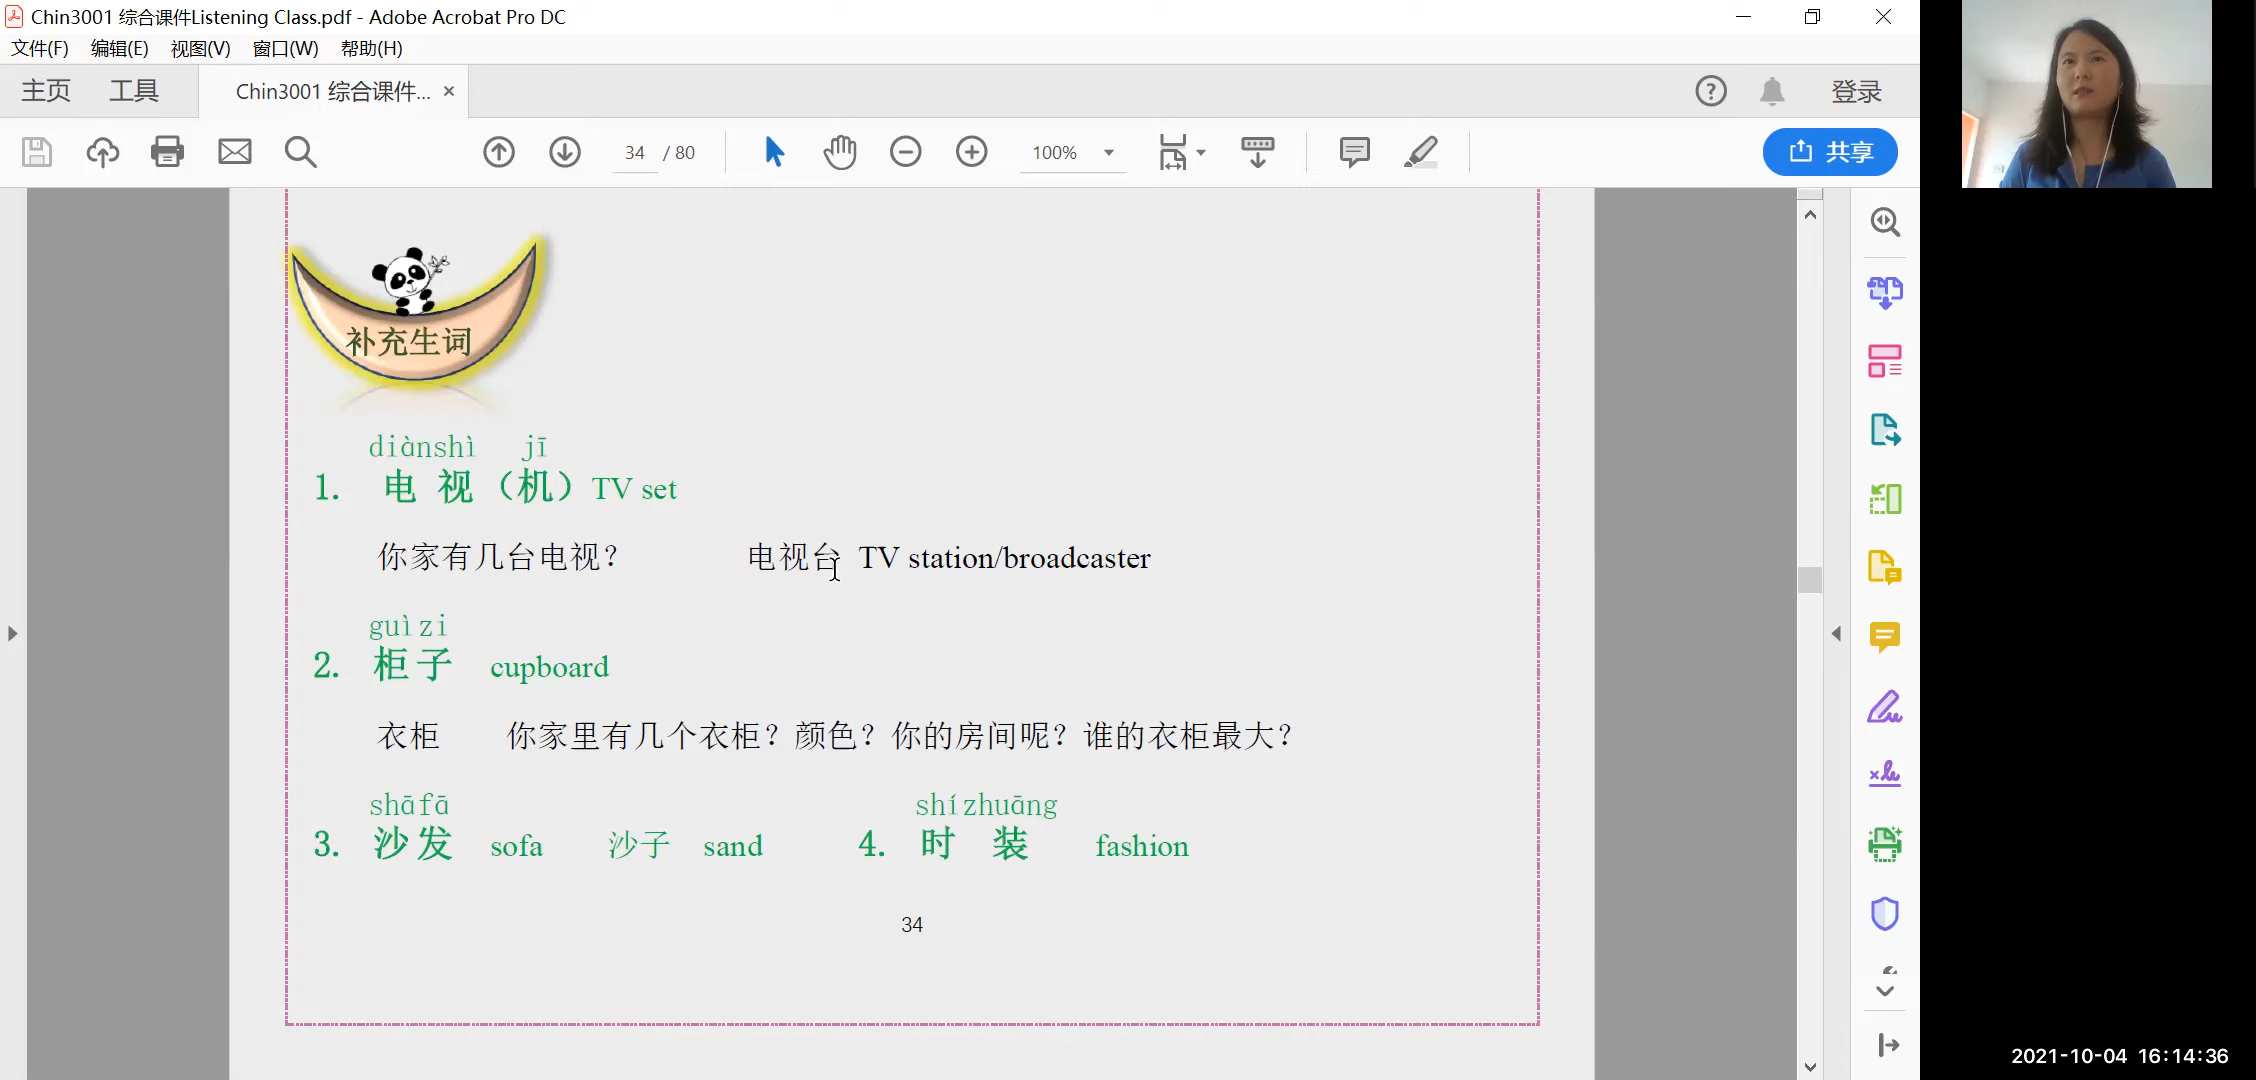 Chin3001 综合课件Listening Class.pdf - Adobe Acrobat Pro DC
文件(F) 编辑(E) 视图(V) 窗口(W) 帮助(H)
主页 工具 Chin3001 综合课件... × 登录
34 / 80 100% 共享
补充生词
diànshì jī
1. 电 视（机）TV set
你家有几台电视？ 电视台 TV station/broadcaster
guìzi
2. 柜子 cupboard
衣柜 你家里有几个衣柜？颜色？你的房间呢？谁的衣柜最大？
shāfā shízhuāng
3. 沙发 sofa 沙子 sand 4. 时 装 fashion
34
2021-10-04 16:14:36